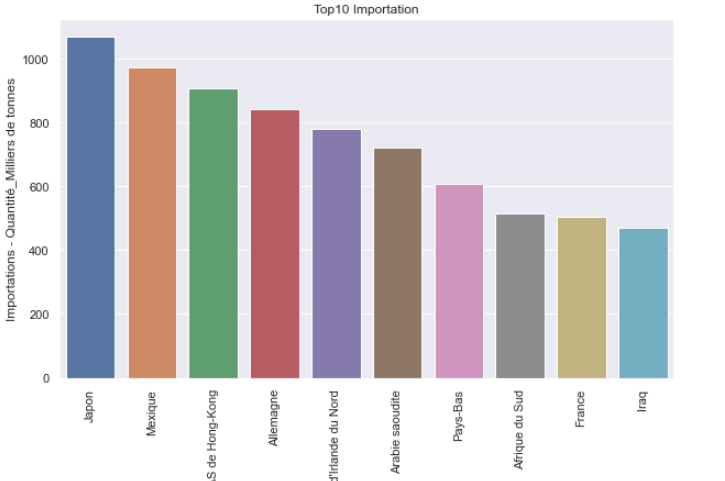 Top10 Importation
Importations - Quantité_Milliers de tonnes
1000
800
600
400
200
0
Japon
Mexique
de Hong-Kong
Allemagne
d'Irlande du Nord
Arabie saoudite
Pays-Bas
Afrique du Sud
France
Iraq